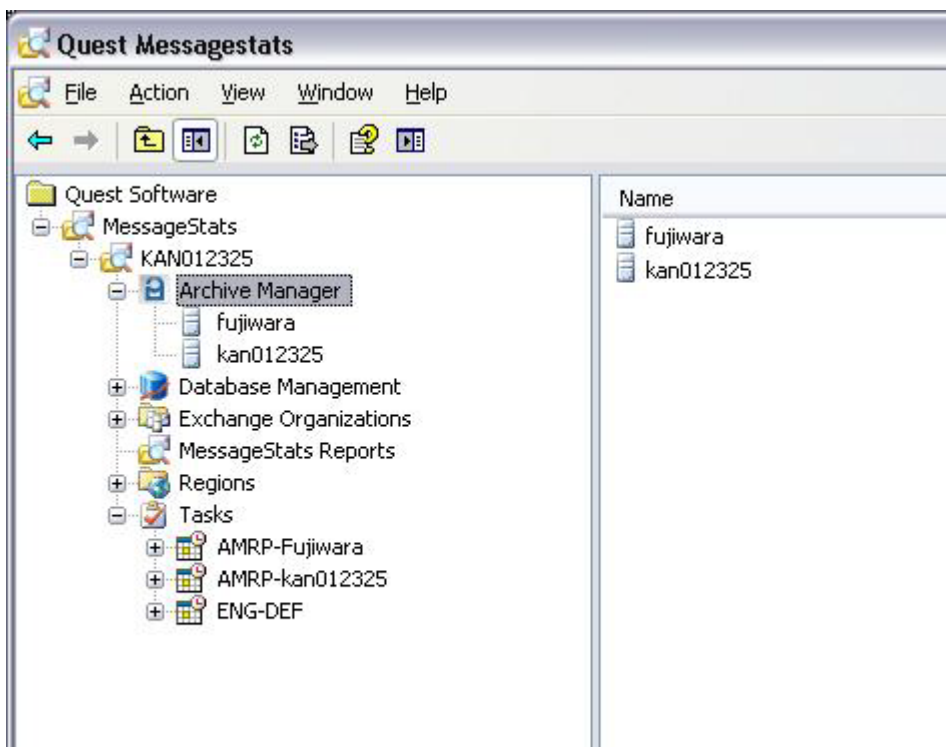 Quest Messagestats
File Action View Window Help
Quest Software
MessageStats
KAN012325
Archive Manager
fujiwara
kan012325
Database Management
Exchange Organizations
MessageStats Reports
Regions
Tasks
AMRP-Fujiwara
AMRP-kan012325
ENG-DEF
Name
fujiwara
kan012325